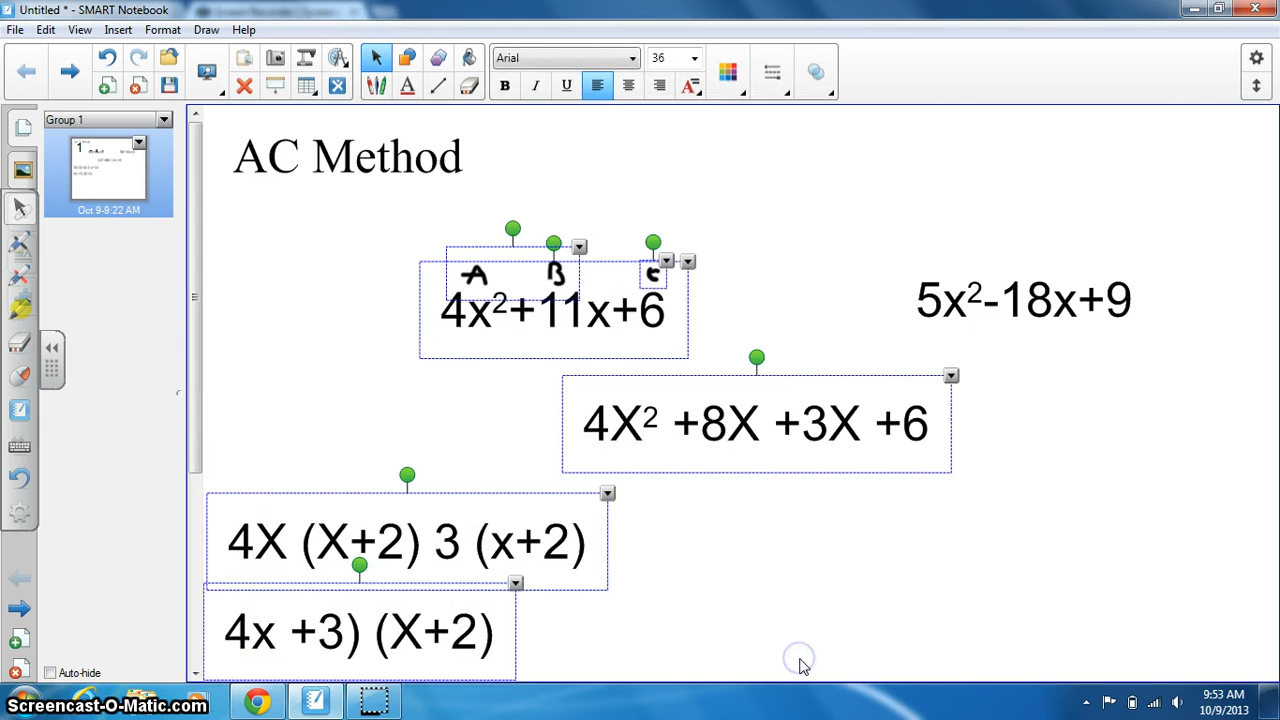 Untitled * - SMART Notebook
File Edit View Insert Format Draw Help
Arial 36
B I U A
Group 1
1
Oct 9-9:22 AM
AC Method
A B C
4x²+11x+6
5x²-18x+9
4X² +8X +3X +6
4X (X+2) 3 (x+2)
4x +3) (X+2)
Auto-hide
Screencast-O-Matic.com
9:53 AM
10/9/2013